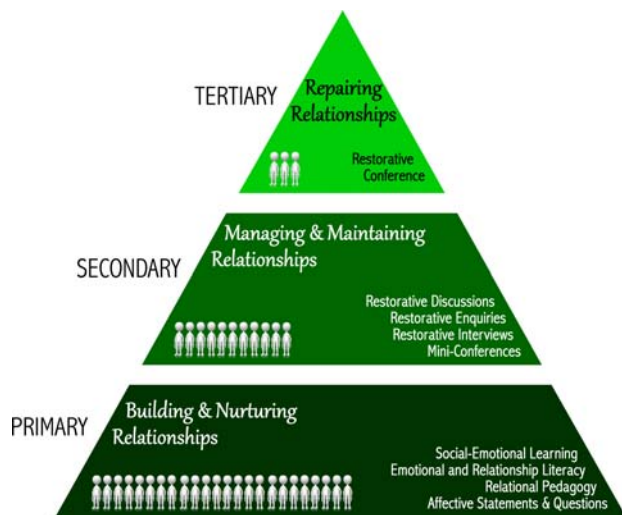 TERTIARY
Repairing
Relationships
Restorative
Conference
SECONDARY
Managing & Maintaining
Relationships
Restorative Discussions
Restorative Enquiries
Restorative Interviews
Mini-Conferences
PRIMARY
Building & Nurturing
Relationships
Social-Emotional Learning
Emotional and Relationship Literacy
Relational Pedagogy
Affective Statements & Questions